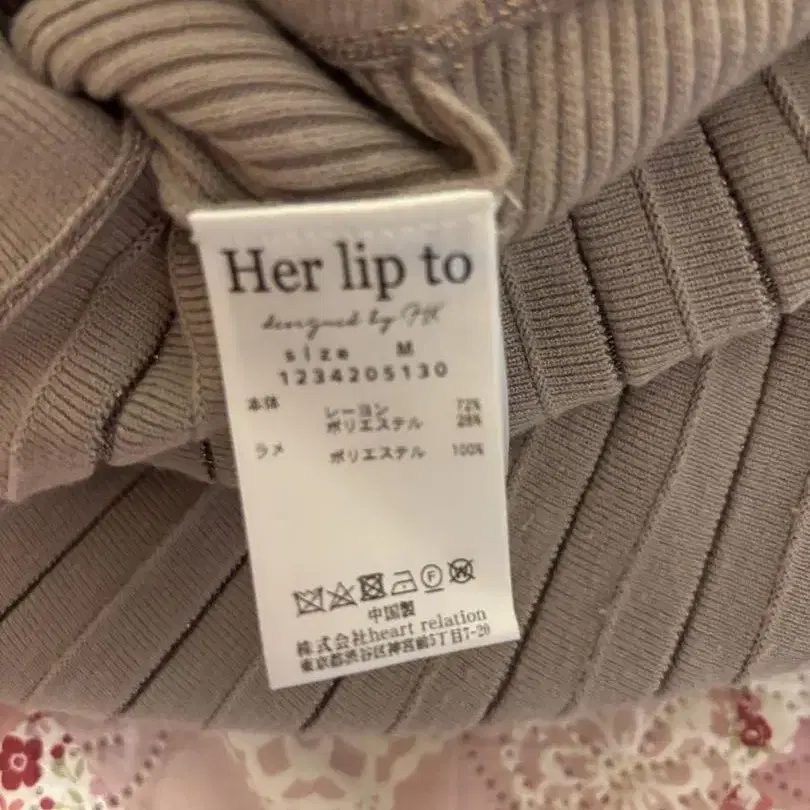 Her lip to
designed by HK
size M
1234205130
本体 レーヨン 72%
ポリエステル 28%
ラメ ポリエステル 100%
F W
中国製
株式会社heart relation
東京都渋谷区神宮前5丁目7-20